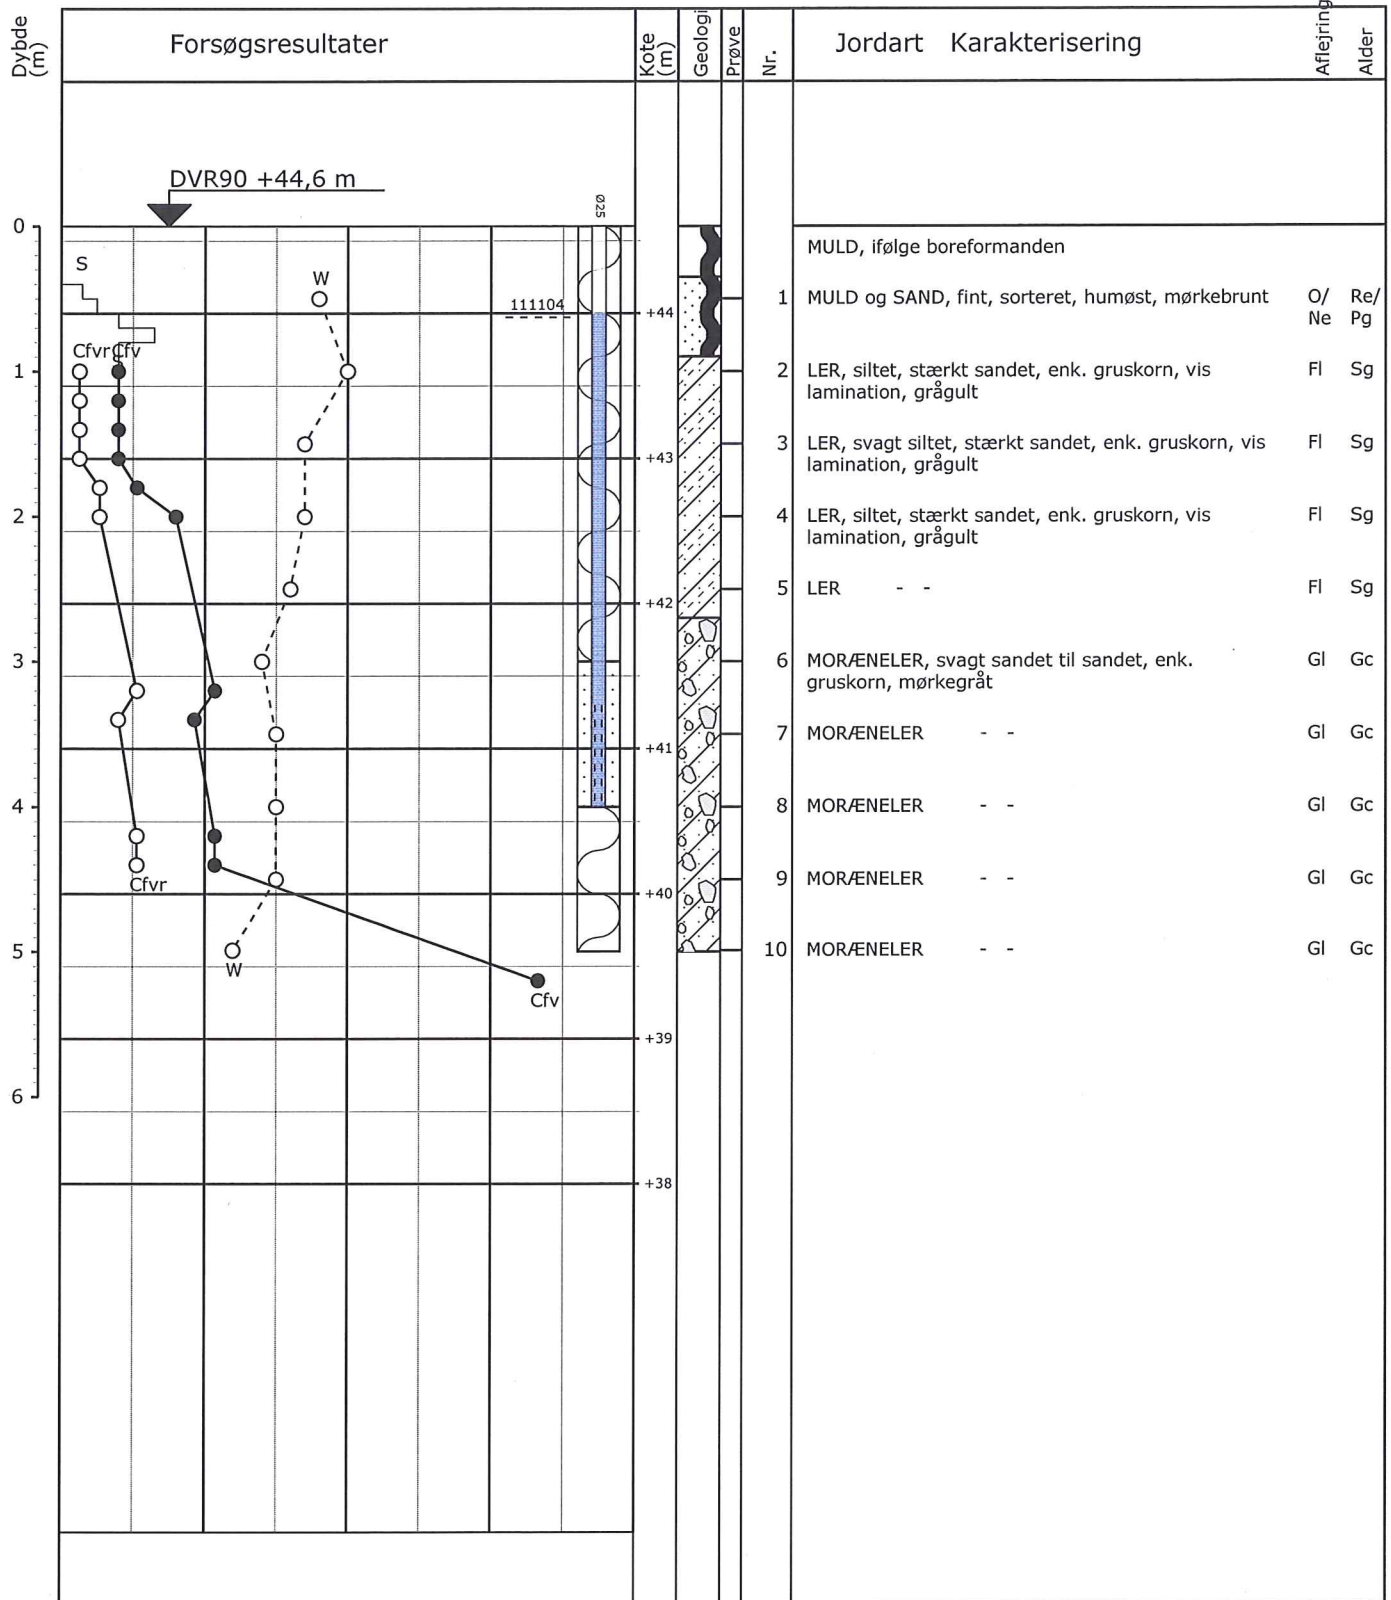 Dybde (m)
Forsøgsresultater
Kote (m)
Geologi
Prøve
Nr.
Jordart Karakterisering
Aflejring
Alder
DVR90 +44,6 m
Ø25
0
MULD, ifølge boreformanden
S
W
111104
+44
1 MULD og SAND, fint, sorteret, humøst, mørkebrunt O/ Re/
Ne Pg
Cfvr Cfv
1
2 LER, siltet, stærkt sandet, enk. gruskorn, vis Fl Sg
lamination, grågult
3 LER, svagt siltet, stærkt sandet, enk. gruskorn, vis Fl Sg
lamination, grågult
+43
2
4 LER, siltet, stærkt sandet, enk. gruskorn, vis Fl Sg
lamination, grågult
5 LER - - Fl Sg
+42
3
6 MORÆNELER, svagt sandet til sandet, enk. Gl Gc
gruskorn, mørkegråt
7 MORÆNELER - - Gl Gc
+41
4
8 MORÆNELER - - Gl Gc
Cfvr
9 MORÆNELER - - Gl Gc
+40
5
10 MORÆNELER - - Gl Gc
W
Cfv
+39
6
+38